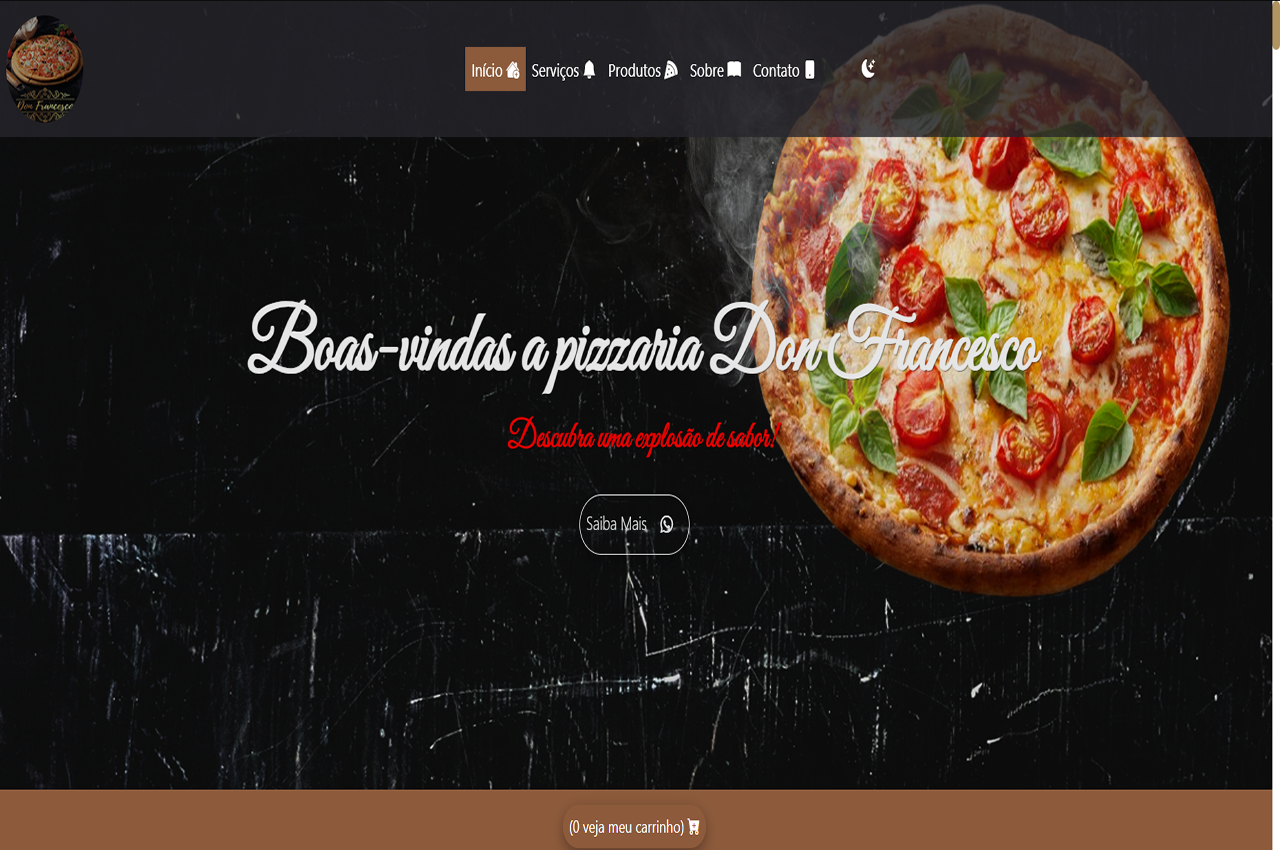 Don Francesco
Início
Serviços
Produtos
Sobre
Contato
Boas-vindas a pizzaria Don Francesco
Descubra uma explosão de sabor!
Saiba Mais
(0 veja meu carrinho)